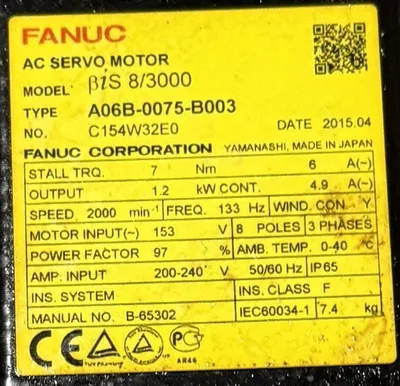 FANUC
AC SERVO MOTOR
MODEL βiS 8/3000
TYPE A06B-0075-B003
NO. C154W32E0 DATE 2015.04
FANUC CORPORATION YAMANASHI, MADE IN JAPAN
STALL TRQ. 7 Nm 6 A(~)
OUTPUT 1.2 kW CONT. 4.9 A(~)
SPEED 2000 min⁻¹ FREQ. 133 Hz WIND. CON Y
MOTOR INPUT(~) 153 V 8 POLES 3 PHASES
POWER FACTOR 97 % AMB. TEMP. 0-40 °C
AMP. INPUT 200-240 V 50/60 Hz IP65
INS. SYSTEM INS. CLASS F
MANUAL NO. B-65302 IEC60034-1 7.4 kg
CE